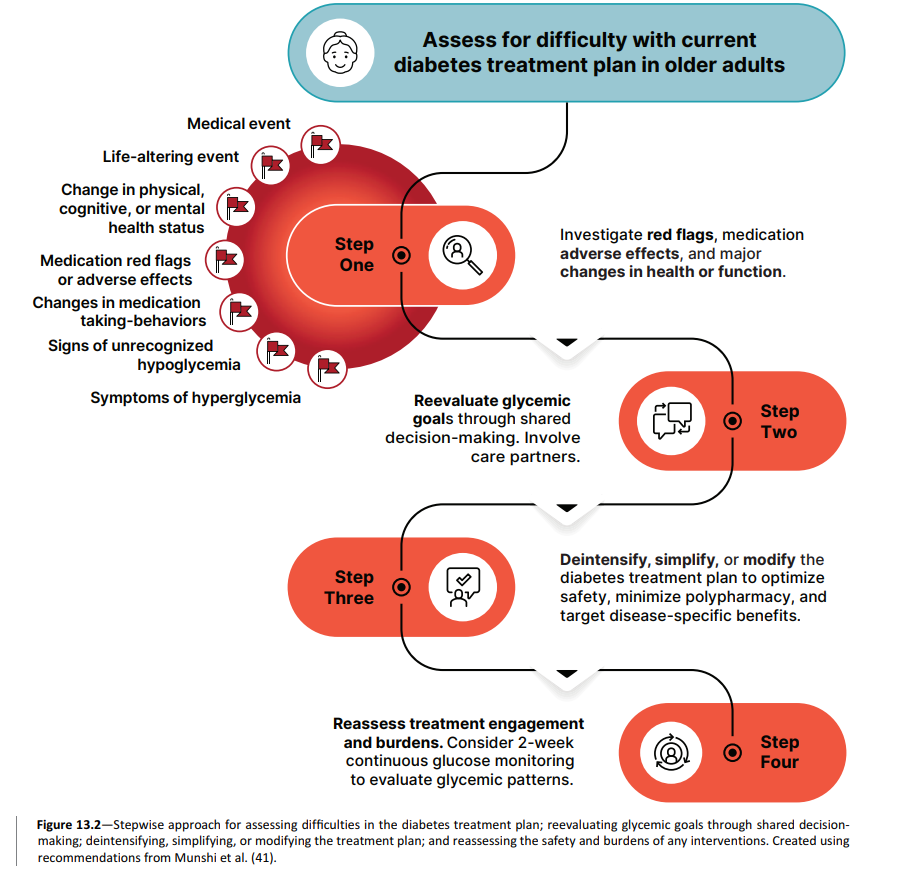 Assess for difficulty with current
diabetes treatment plan in older adults
Medical event
Life-altering event
Change in physical,
cognitive, or mental
health status
Medication red flags
or adverse effects
Changes in medication
taking-behaviors
Signs of unrecognized
hypoglycemia
Symptoms of hyperglycemia
Step
One
Investigate red flags, medication
adverse effects, and major
changes in health or function.
Reevaluate glycemic
goals through shared
decision-making. Involve
care partners.
Step
Two
Step
Three
Deintensify, simplify, or modify the
diabetes treatment plan to optimize
safety, minimize polypharmacy, and
target disease-specific benefits.
Reassess treatment engagement
and burdens. Consider 2-week
continuous glucose monitoring
to evaluate glycemic patterns.
Step
Four
Figure 13.2—Stepwise approach for assessing difficulties in the diabetes treatment plan; reevaluating glycemic goals through shared decision-
making; deintensifying, simplifying, or modifying the treatment plan; and reassessing the safety and burdens of any interventions. Created using
recommendations from Munshi et al. (41).